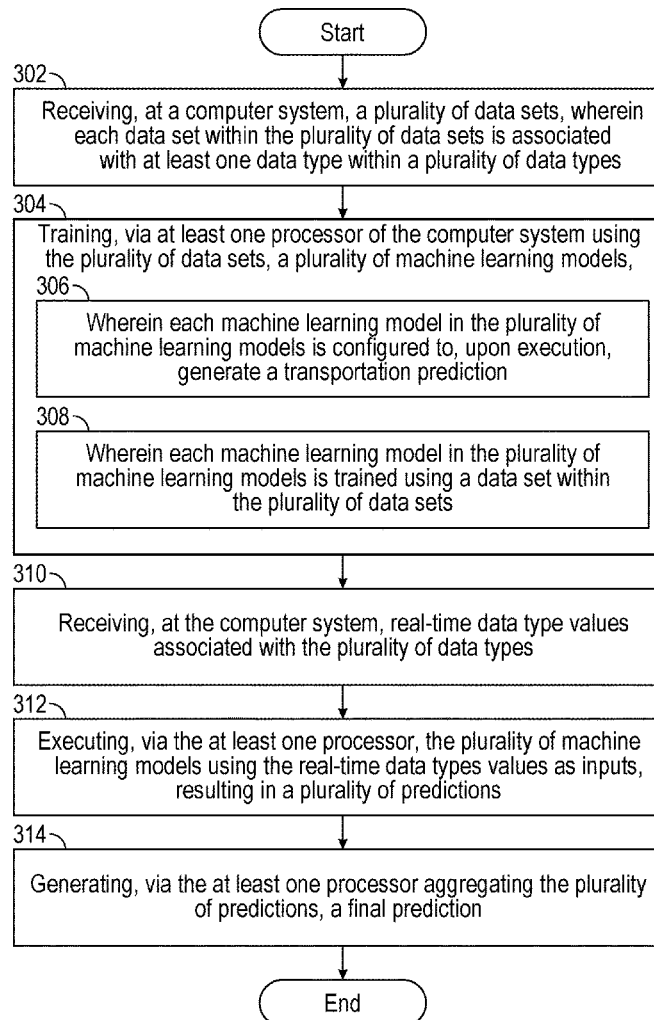 Start
302
Receiving, at a computer system, a plurality of data sets, wherein
each data set within the plurality of data sets is associated
with at least one data type within a plurality of data types
304
Training, via at least one processor of the computer system using
the plurality of data sets, a plurality of machine learning models,
306
Wherein each machine learning model in the plurality of
machine learning models is configured to, upon execution,
generate a transportation prediction
308
Wherein each machine learning model in the plurality of
machine learning models is trained using a data set within
the plurality of data sets
310
Receiving, at the computer system, real-time data type values
associated with the plurality of data types
312
Executing, via the at least one processor, the plurality of machine
learning models using the real-time data types values as inputs,
resulting in a plurality of predictions
314
Generating, via the at least one processor aggregating the plurality
of predictions, a final prediction
End